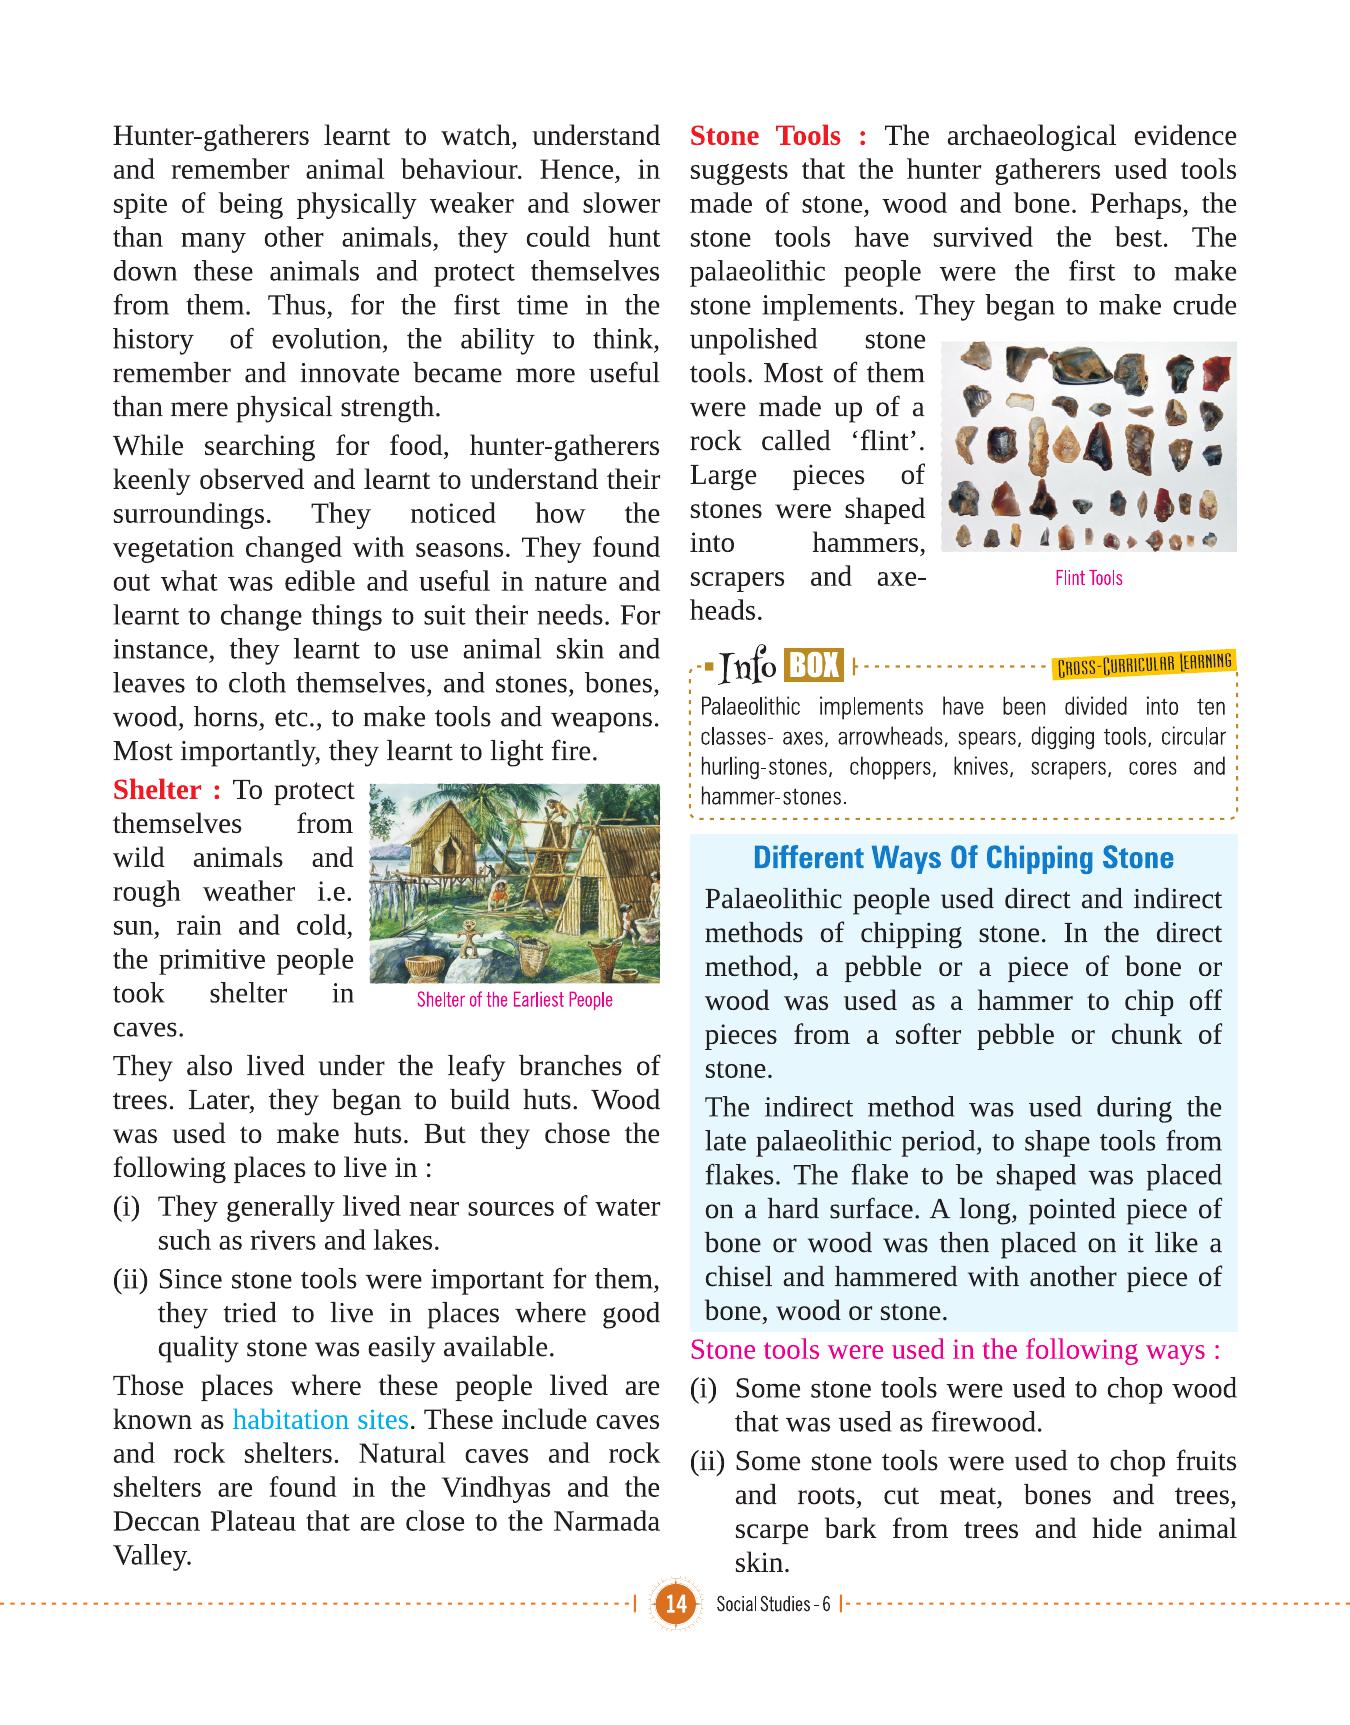 Hunter-gatherers learnt to watch, understand
and remember animal behaviour. Hence, in
spite of being physically weaker and slower
than many other animals, they could hunt
down these animals and protect themselves
from them. Thus, for the first time in the
history of evolution, the ability to think,
remember and innovate became more useful
than mere physical strength.
While searching for food, hunter-gatherers
keenly observed and learnt to understand their
surroundings. They noticed how the
vegetation changed with seasons. They found
out what was edible and useful in nature and
learnt to change things to suit their needs. For
instance, they learnt to use animal skin and
leaves to cloth themselves, and stones, bones,
wood, horns, etc., to make tools and weapons.
Most importantly, they learnt to light fire.
Shelter : To protect
themselves from
wild animals and
rough weather i.e.
sun, rain and cold,
the primitive people
took shelter in
caves.
Shelter of the Earliest People
They also lived under the leafy branches of
trees. Later, they began to build huts. Wood
was used to make huts. But they chose the
following places to live in :
(i) They generally lived near sources of water
such as rivers and lakes.
(ii) Since stone tools were important for them,
they tried to live in places where good
quality stone was easily available.
Those places where these people lived are
known as habitation sites. These include caves
and rock shelters. Natural caves and rock
shelters are found in the Vindhyas and the
Deccan Plateau that are close to the Narmada
Valley.
Stone Tools : The archaeological evidence
suggests that the hunter gatherers used tools
made of stone, wood and bone. Perhaps, the
stone tools have survived the best. The
palaeolithic people were the first to make
stone implements. They began to make crude
unpolished stone
tools. Most of them
were made up of a
rock called ‘flint’.
Large pieces of
stones were shaped
into hammers,
scrapers and axe-
heads.
Flint Tools
Info BOX
Cross-Curricular Learning
Palaeolithic implements have been divided into ten
classes- axes, arrowheads, spears, digging tools, circular
hurling-stones, choppers, knives, scrapers, cores and
hammer-stones.
Different Ways Of Chipping Stone
Palaeolithic people used direct and indirect
methods of chipping stone. In the direct
method, a pebble or a piece of bone or
wood was used as a hammer to chip off
pieces from a softer pebble or chunk of
stone.
The indirect method was used during the
late palaeolithic period, to shape tools from
flakes. The flake to be shaped was placed
on a hard surface. A long, pointed piece of
bone or wood was then placed on it like a
chisel and hammered with another piece of
bone, wood or stone.
Stone tools were used in the following ways :
(i) Some stone tools were used to chop wood
that was used as firewood.
(ii) Some stone tools were used to chop fruits
and roots, cut meat, bones and trees,
scarpe bark from trees and hide animal
skin.
14 Social Studies - 6